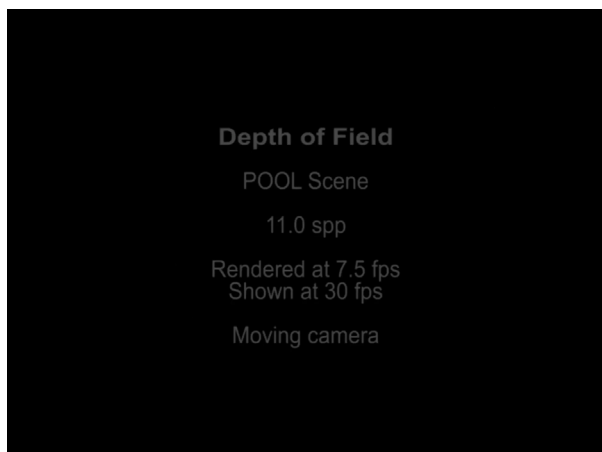 Depth of Field
POOL Scene
11.0 spp
Rendered at 7.5 fps
Shown at 30 fps
Moving camera